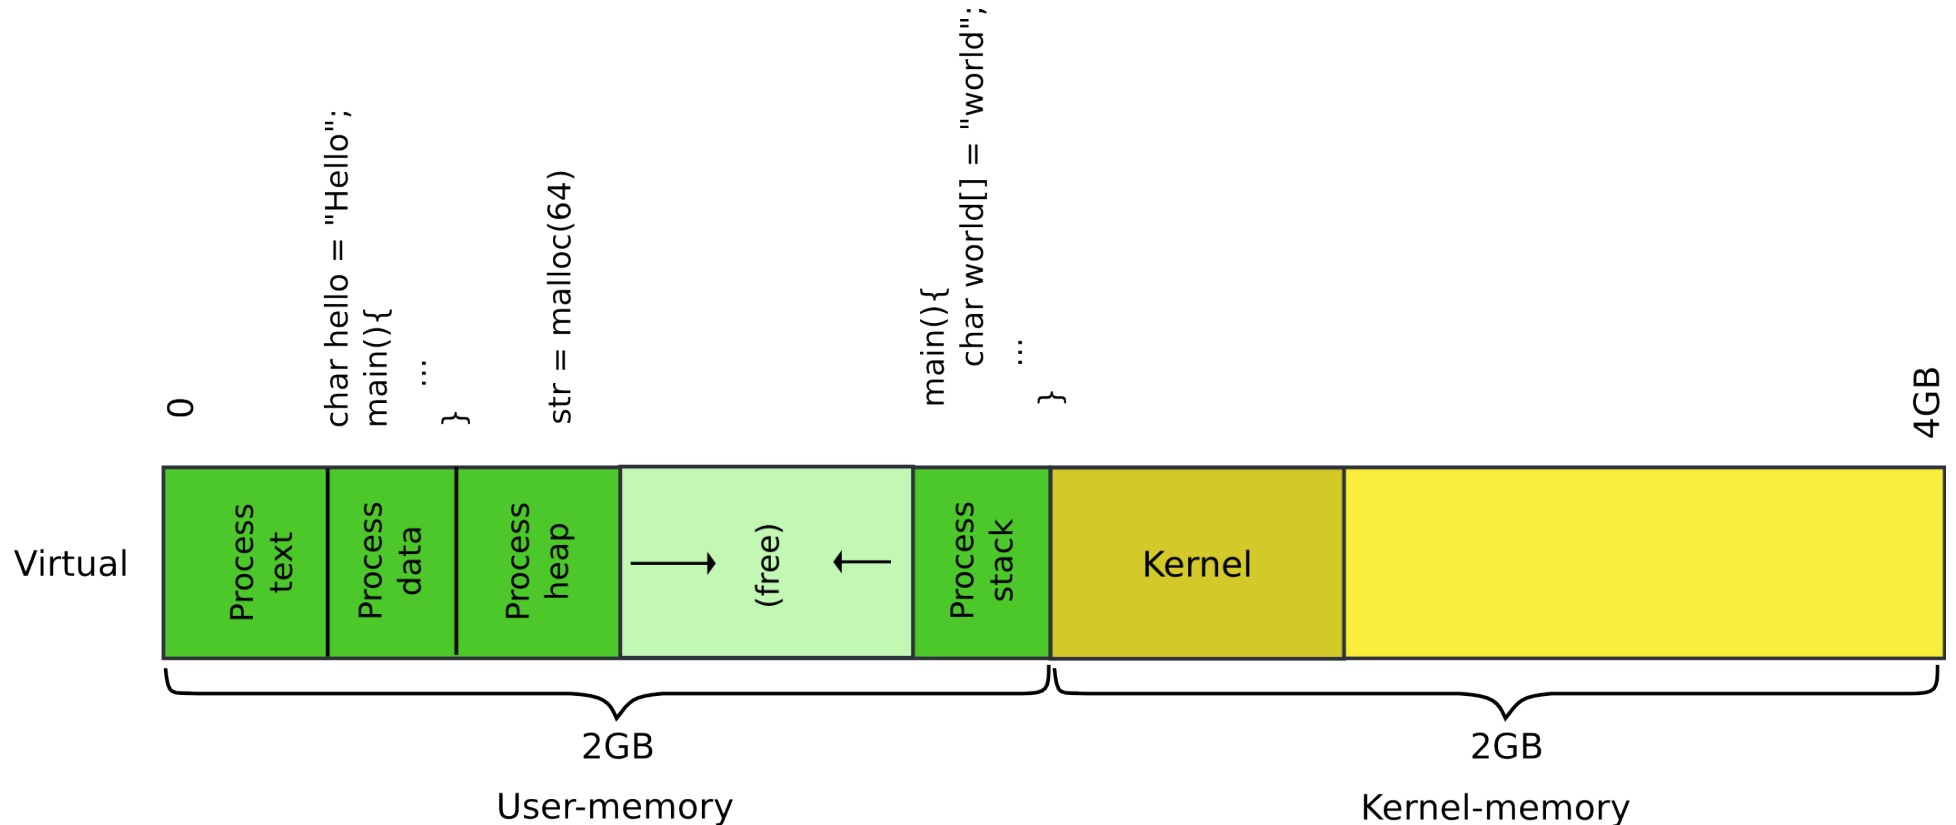 0
char hello = "Hello";
main(){
...
}
str = malloc(64)
main(){
char world[] = "world";
...
}
4GB
Virtual
Process
text
Process
data
Process
heap
(free)
Process
stack
Kernel
2GB
2GB
User-memory
Kernel-memory